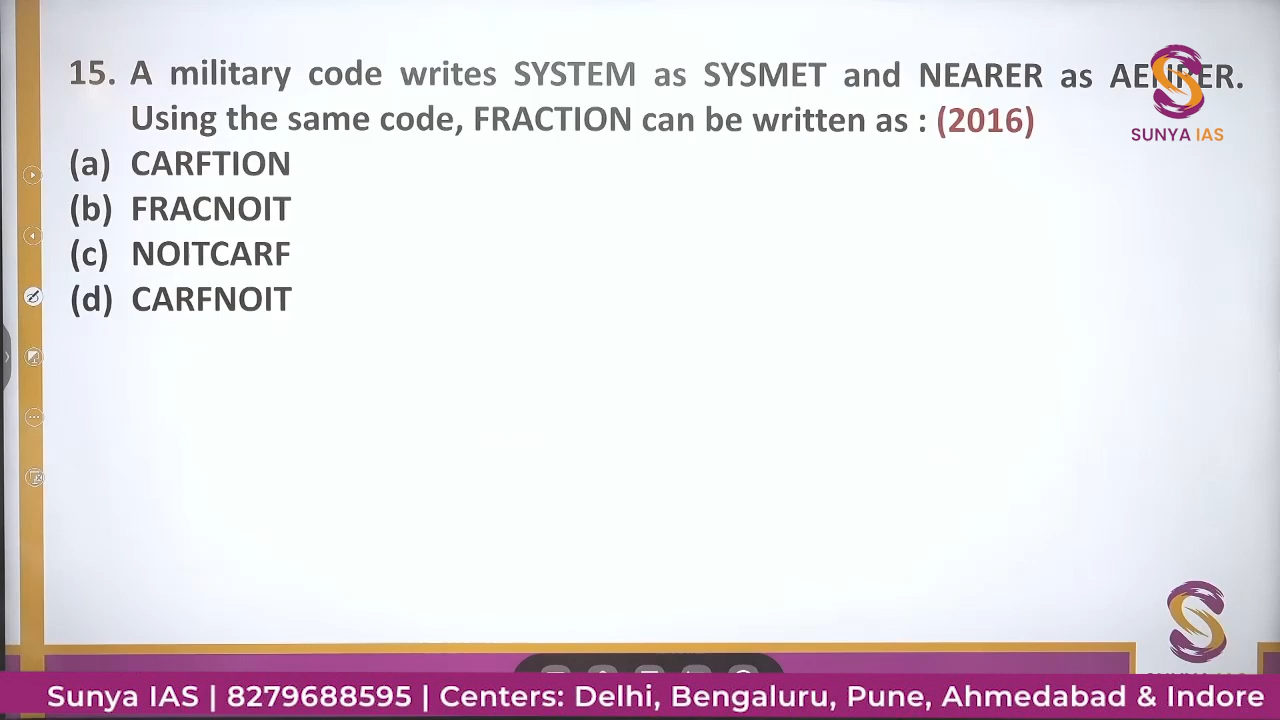 15. A military code writes SYSTEM as SYSMET and NEARER as
Using the same code, FRACTION can be written as : (2016)
(a) CARFTION
(b) FRACNOIT
(c) NOITCARF
(d) CARFNOIT
SUNYA IAS
Sunya IAS | 8279688595 | Centers: Delhi, Bengaluru, Pune, Ahmedabad & Indore